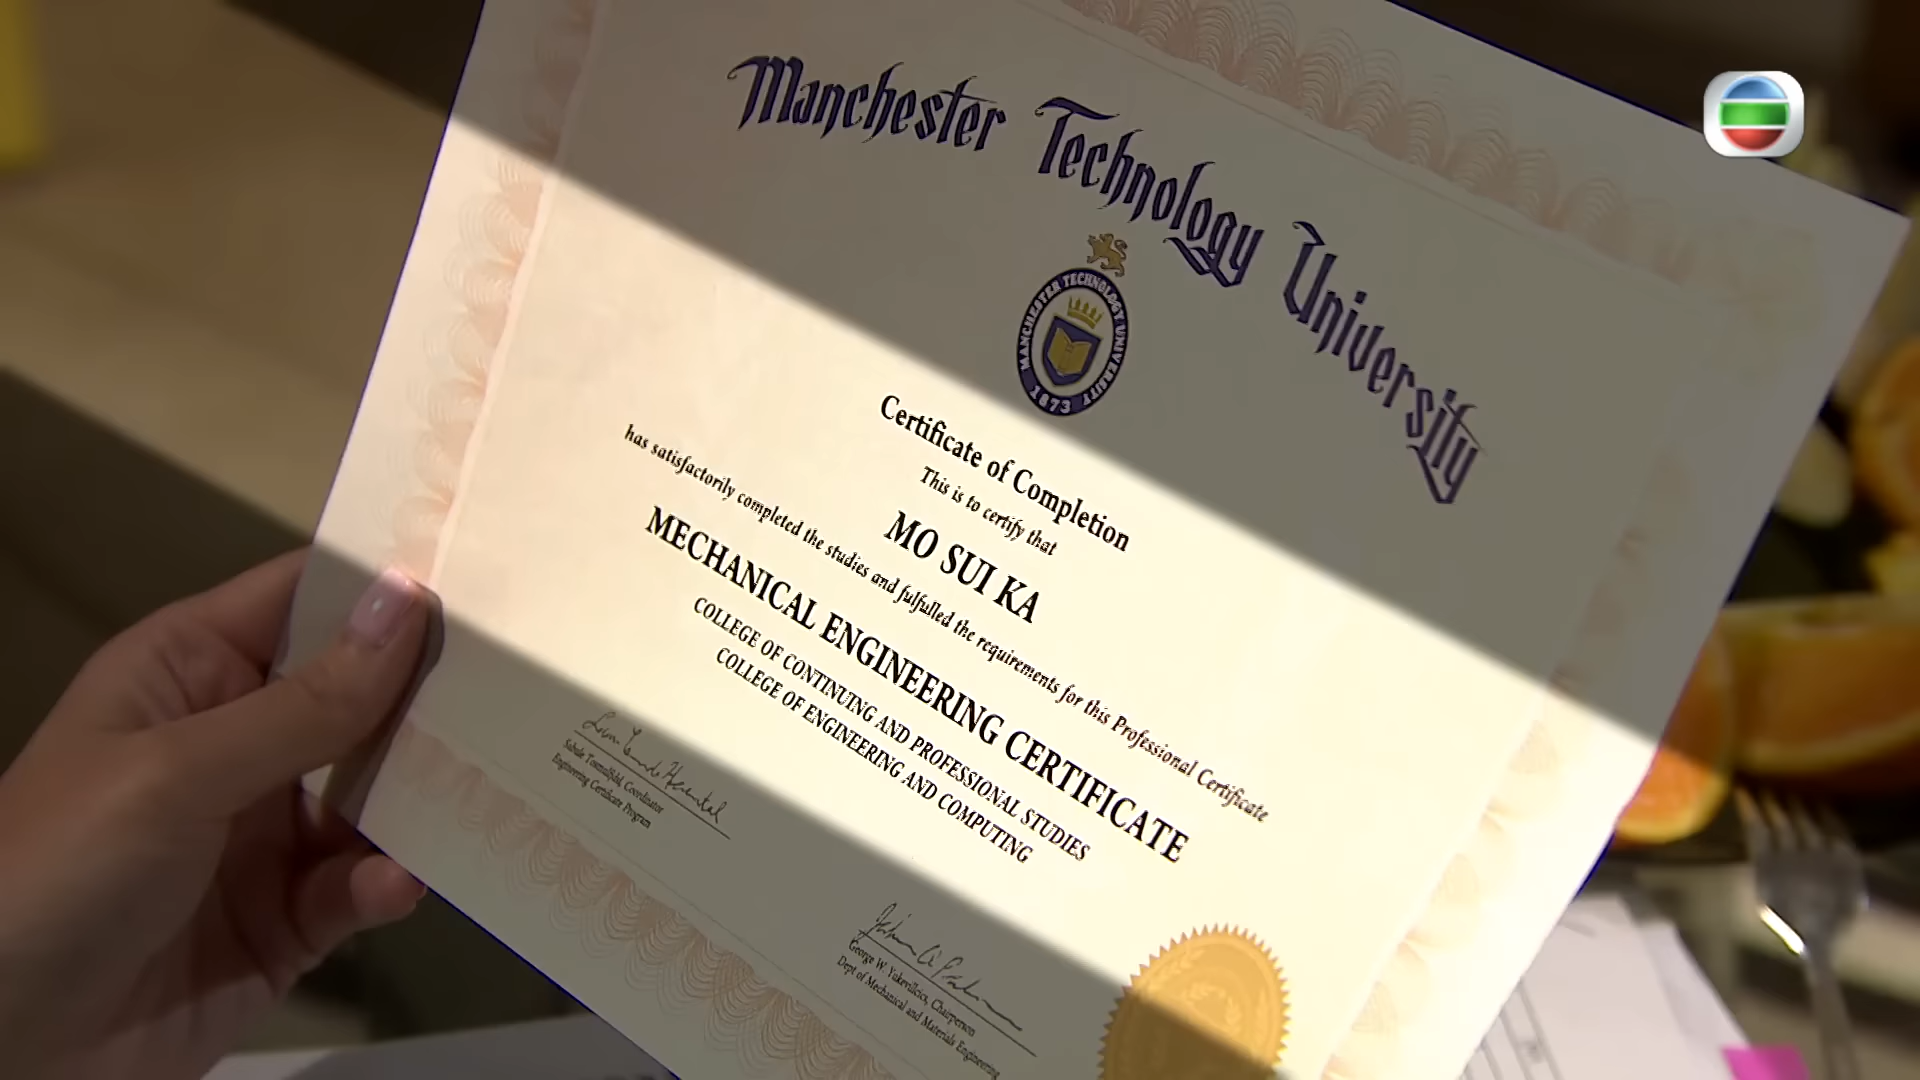 Manchester Technology University
MANCHESTER TECHNOLOGY UNIVERSITY
1873
Certificate of Completion
This is to certify that
MO SUI KA
has satisfactorily completed the studies and fulfulled the requirements for this Professional Certificate
MECHANICAL ENGINEERING CERTIFICATE
COLLEGE OF CONTINUING AND PROFESSIONAL STUDIES
COLLEGE OF ENGINEERING AND COMPUTING
Coordinator
Engineering Certificate Program
George W. Yakevilcics, Chairperson
Dept of Mechanical and Materials Engineering